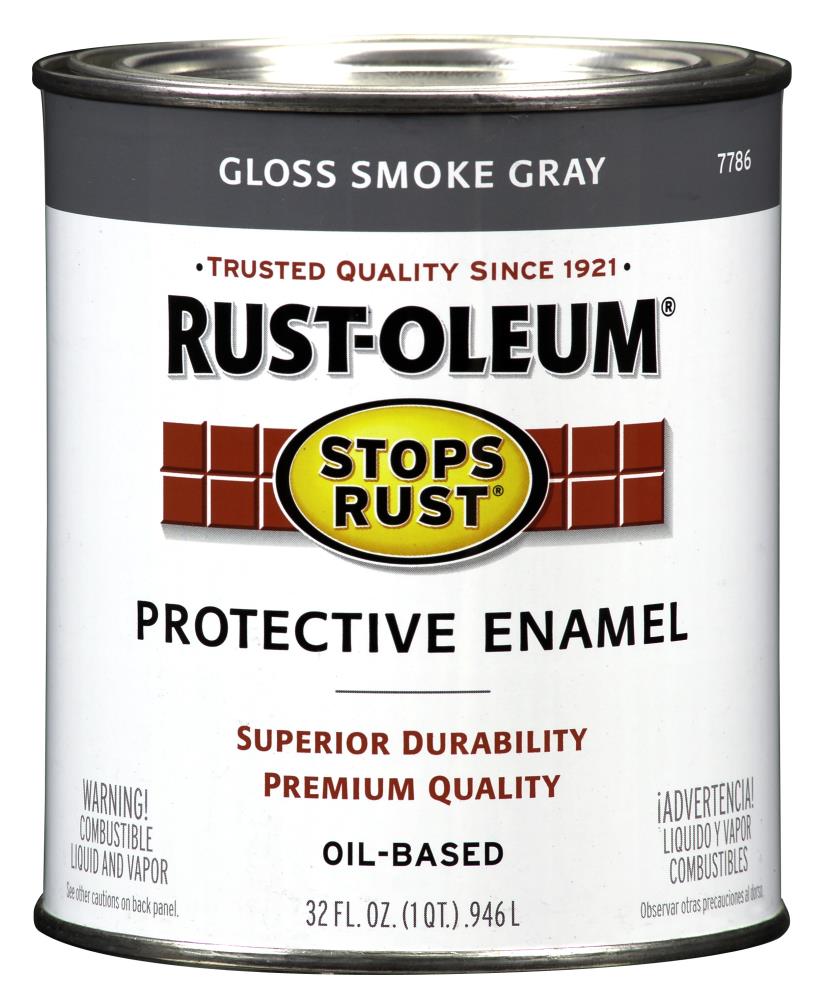 GLOSS SMOKE GRAY
7786
•TRUSTED QUALITY SINCE 1921•
RUST-OLEUM®
STOPS
RUST®
PROTECTIVE ENAMEL
SUPERIOR DURABILITY
PREMIUM QUALITY
OIL-BASED
32 FL. OZ. (1 QT.) .946 L
WARNING!
COMBUSTIBLE
LIQUID AND VAPOR
See other cautions on back panel.
¡ADVERTENCIA!
LIQUIDO Y VAPOR
COMBUSTIBLES
Observar otras precauciones al dorso.